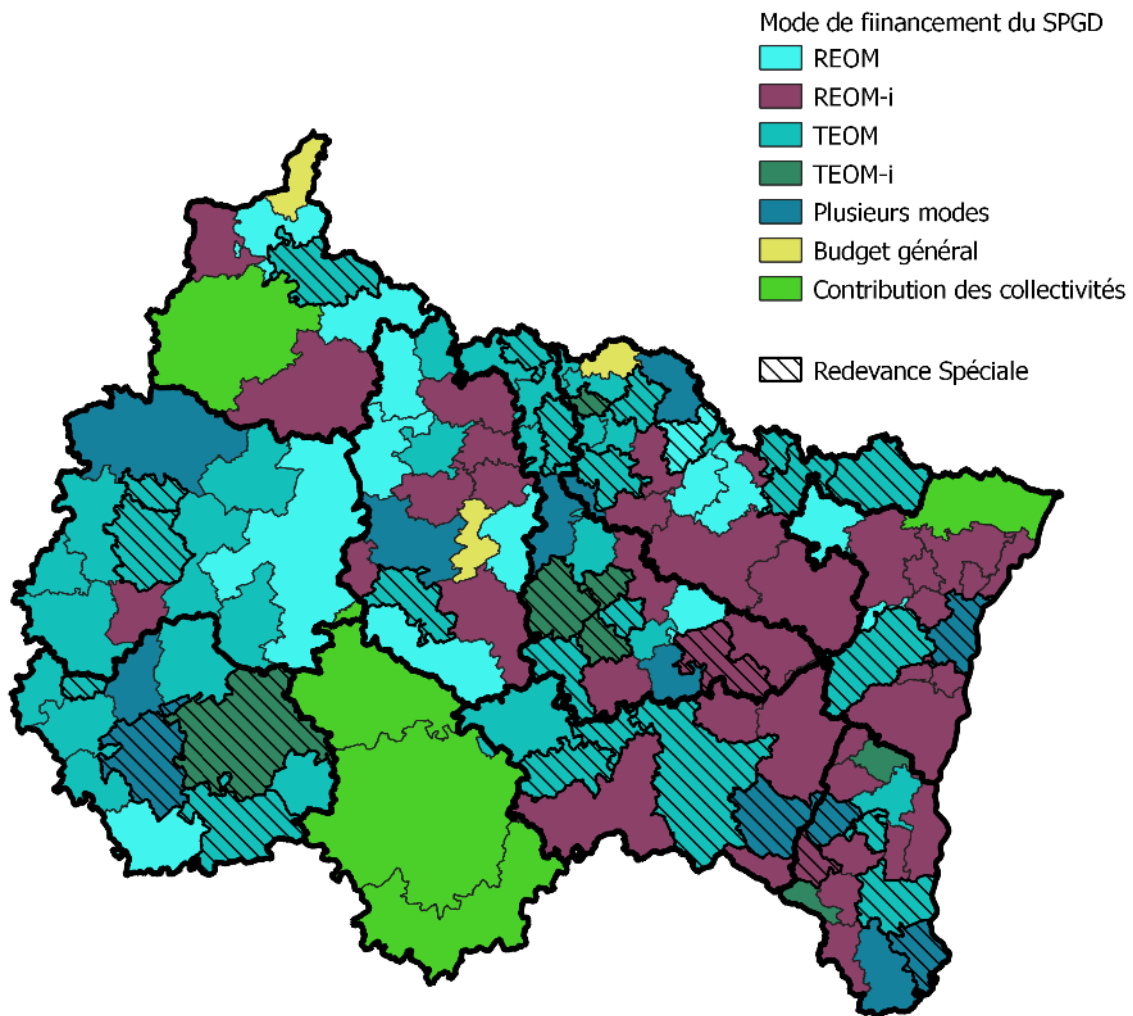 Mode de fiinancement du SPGD
REOM
REOM-i
TEOM
TEOM-i
Plusieurs modes
Budget général
Contribution des collectivités
Redevance Spéciale